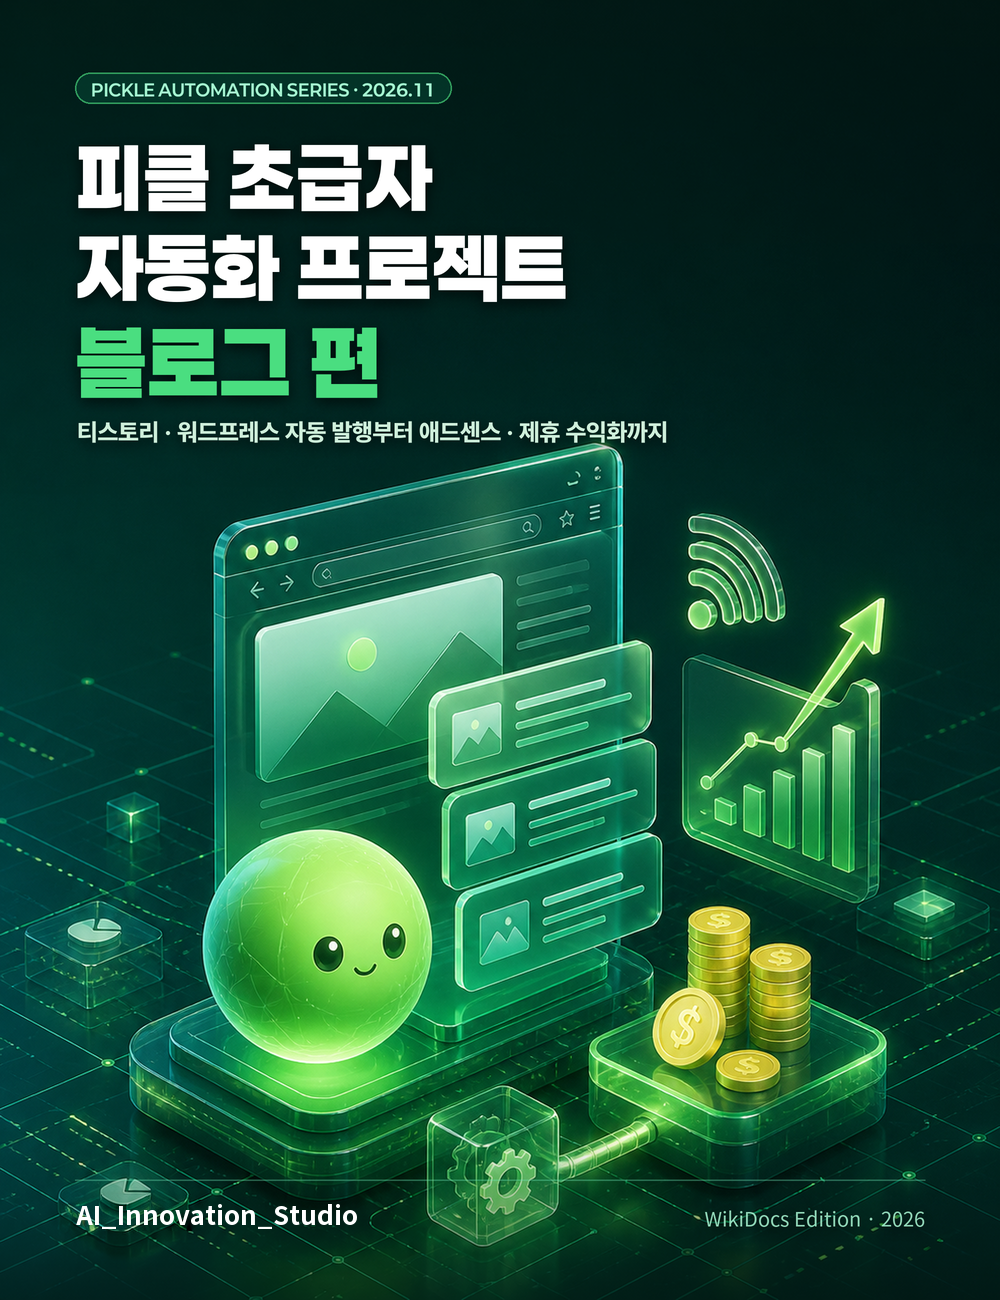 PICKLE AUTOMATION SERIES · 2026.11
피클 초급자
자동화 프로젝트
블로그 편
티스토리 · 워드프레스 자동 발행부터 애드센스 · 제휴 수익화까지
AI_Innovation_Studio
WikiDocs Edition · 2026